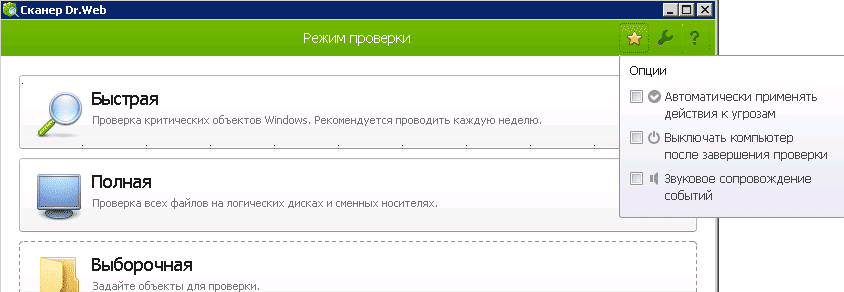 Сканер Dr.Web
Режим проверки
?
Опции
Автоматически применять
действия к угрозам
Выключать компьютер
после завершения проверки
Звуковое сопровождение
событий
Быстрая
Проверка критических объектов Windows. Рекомендуется проводить каждую неделю.
Полная
Проверка всех файлов на логических дисках и сменных носителях.
Выборочная
Задайте объекты для проверки.